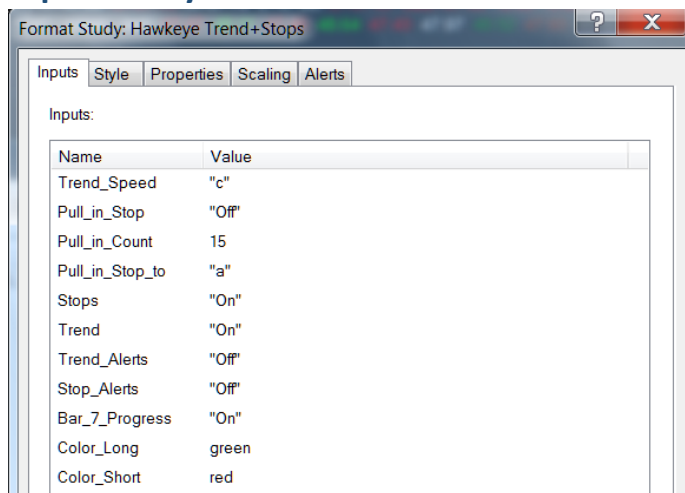 Format Study: Hawkeye Trend+Stops
Inputs Style Properties Scaling Alerts
Inputs:
Name Value
Trend_Speed "c"
Pull_in_Stop "Off"
Pull_in_Count 15
Pull_in_Stop_to "a"
Stops "On"
Trend "On"
Trend_Alerts "Off"
Stop_Alerts "Off"
Bar_7_Progress "On"
Color_Long green
Color_Short red